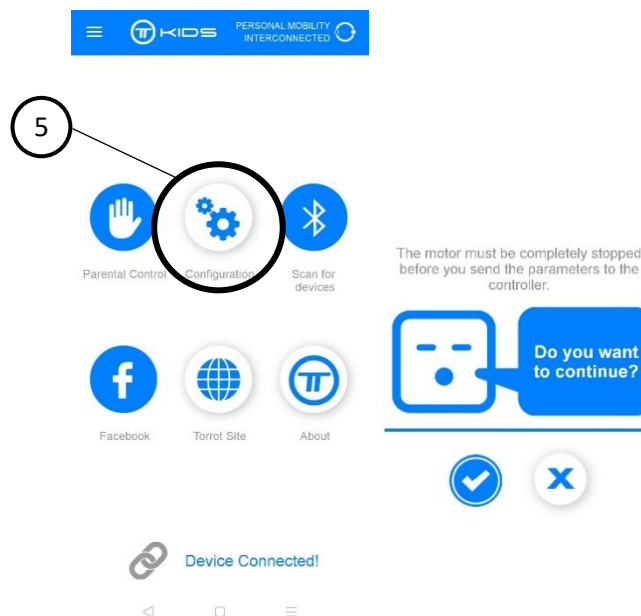 KIDS
PERSONAL MOBILITY
INTERCONNECTED
5
Parental Control
Configuration
Scan for
devices
Facebook
Torrot Site
About
Device Connected!
The motor must be completely stopped
before you send the parameters to the
controller.
Do you want
to continue?